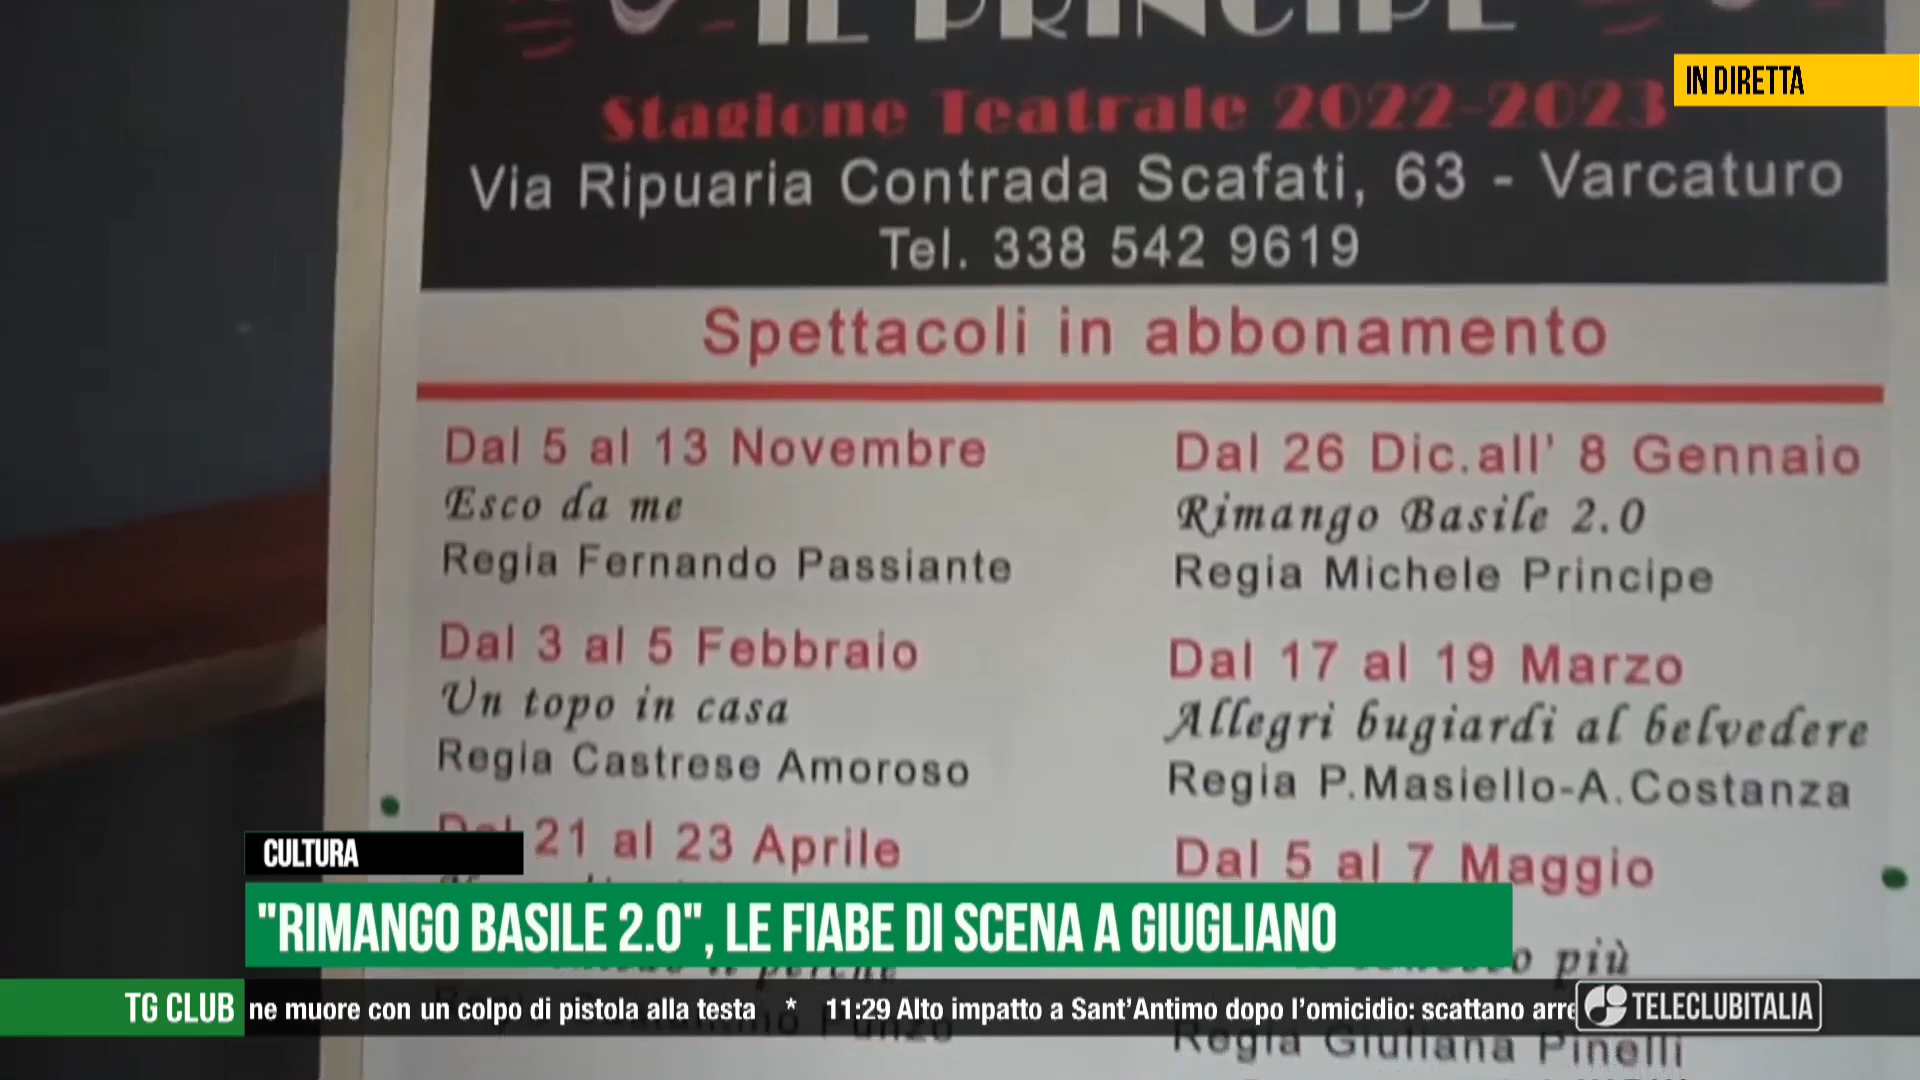 IL PRINCIPE
IN DIRETTA
Stagione Teatrale 2022-2023
Via Ripuaria Contrada Scafati, 63 - Varcaturo
Tel. 338 542 9619
Spettacoli in abbonamento
Dal 5 al 13 Novembre
Esco da me
Regia Fernando Passiante
Dal 26 Dic.all' 8 Gennaio
Rimango Basile 2.0
Regia Michele Principe
Dal 3 al 5 Febbraio
Un topo in casa
Regia Castrese Amoroso
Dal 17 al 19 Marzo
Allegri bugiardi al belvedere
Regia P.Masiello-A.Costanza
Dal 21 al 23 Aprile
il perché
Punzo
Dal 5 al 7 Maggio
più
Regia Giuliana Pinelli
CULTURA
"RIMANGO BASILE 2.0", LE FIABE DI SCENA A GIUGLIANO
TG CLUB
ne muore con un colpo di pistola alla testa * 11:29 Alto impatto a Sant'Antimo dopo l'omicidio: scattano arre
TELECLUBITALIA